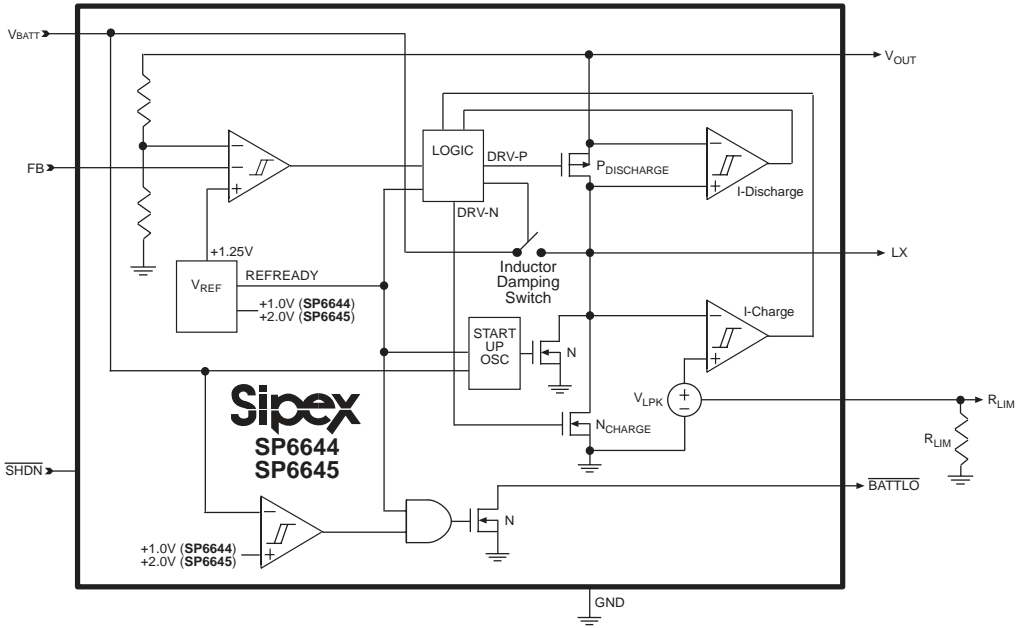 VBATT
VOUT
LOGIC
DRV-P
PDISCHARGE
I-Discharge
FB
DRV-N
+1.25V
LX
VREF
REFREADY
Inductor
Damping
Switch
+1.0V (SP6644)
+2.0V (SP6645)
I-Charge
START
UP
OSC
N
VLPK
RLIM
Sipex
SP6644
SP6645
NCHARGE
RLIM
SHDN
BATTLO
N
+1.0V (SP6644)
+2.0V (SP6645)
GND